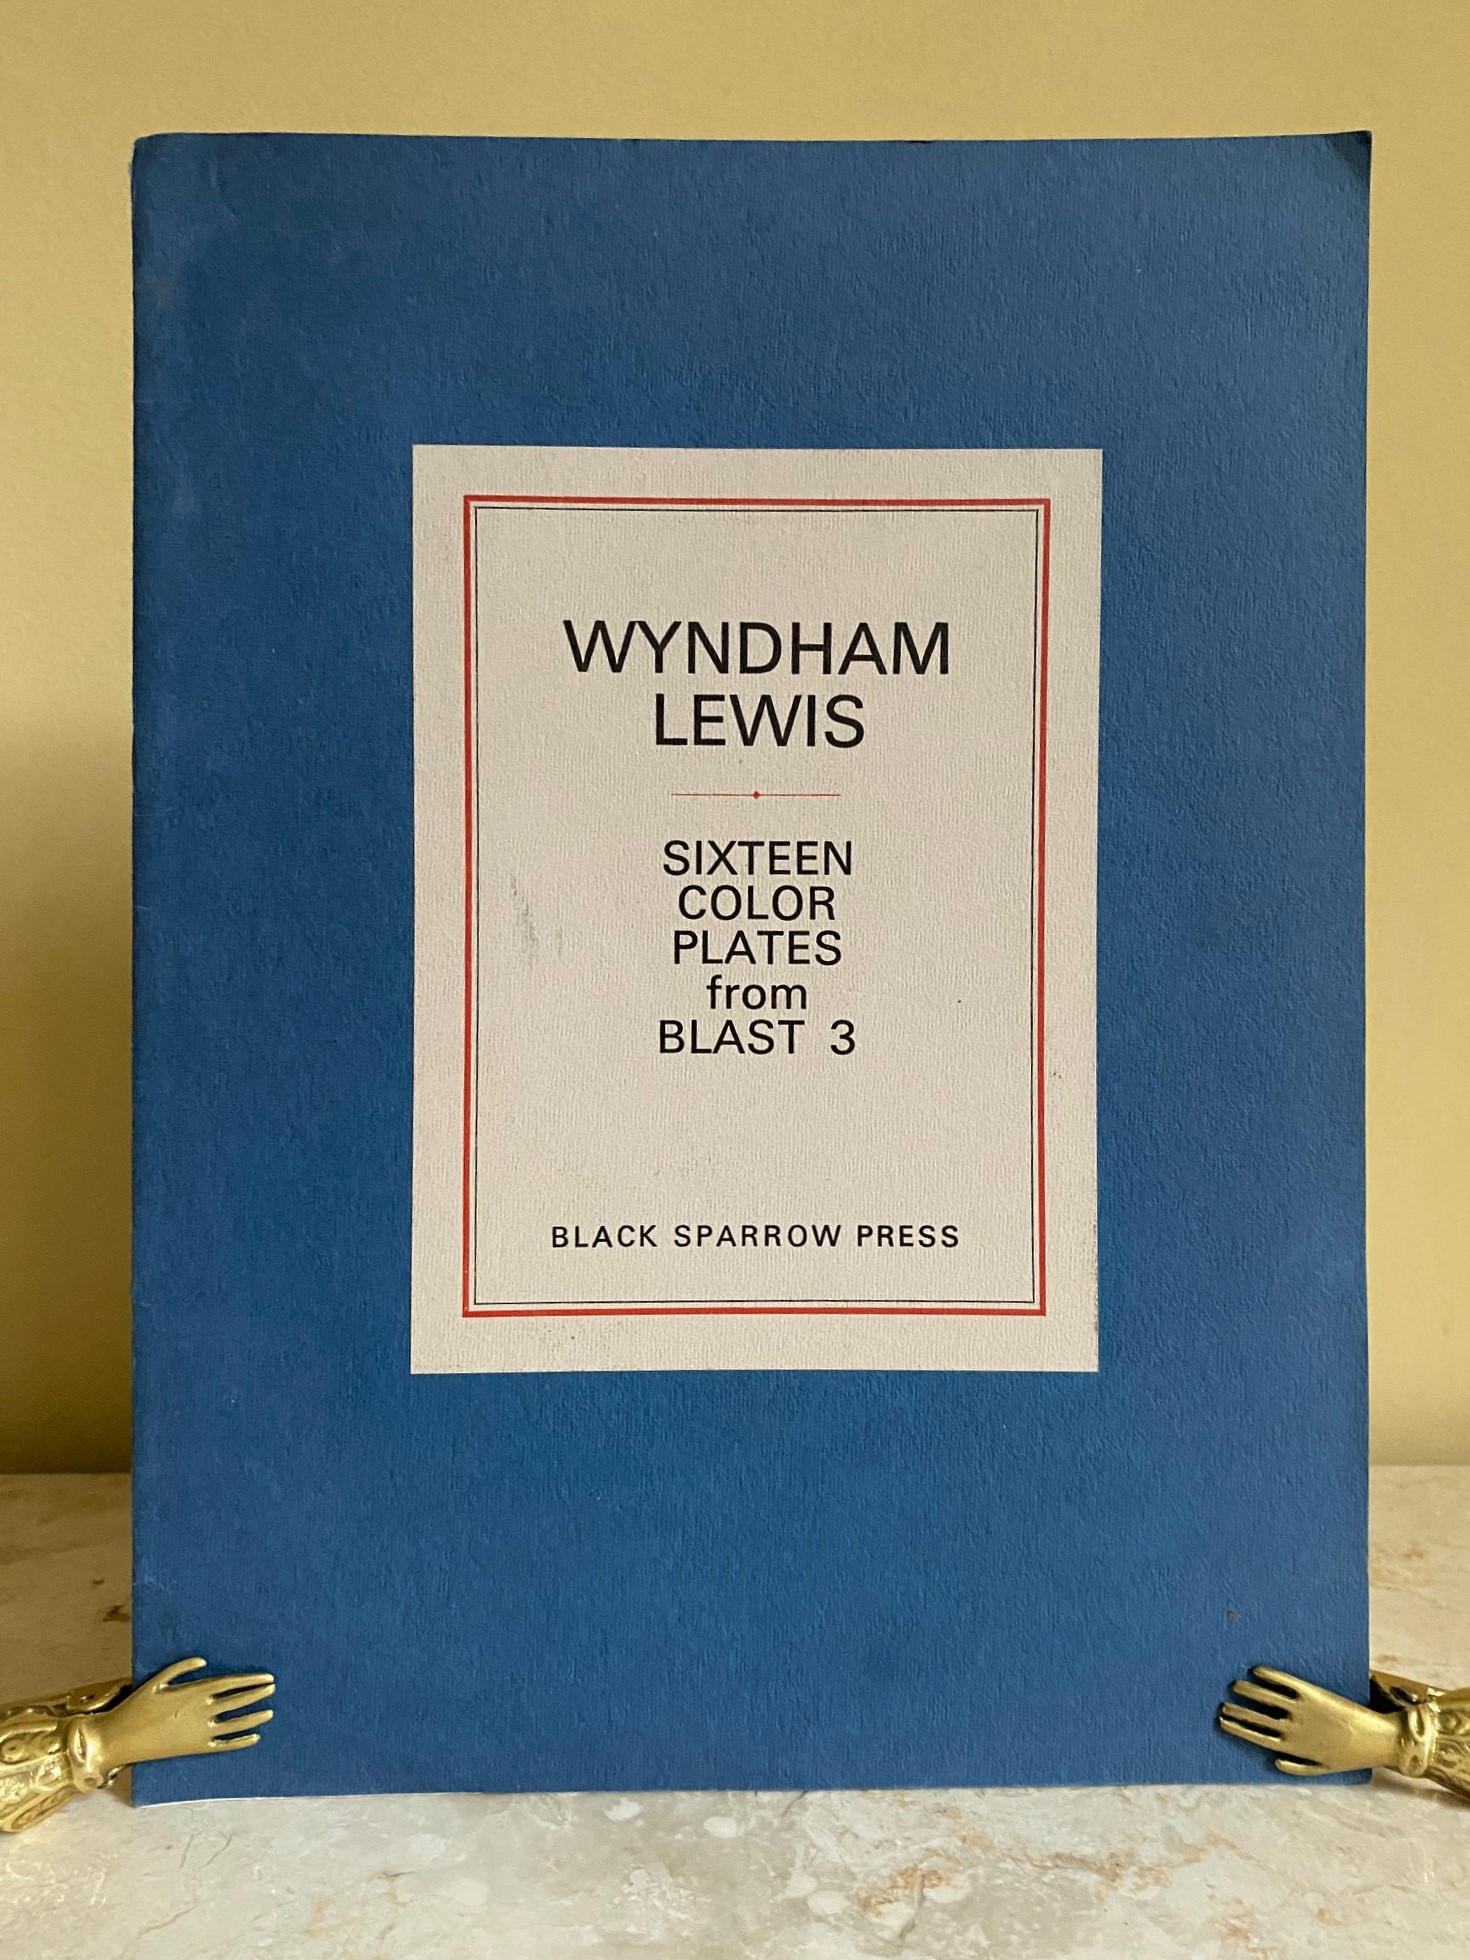 WYNDHAM
LEWIS
SIXTEEN
COLOR
PLATES
from
BLAST 3
BLACK SPARROW PRESS